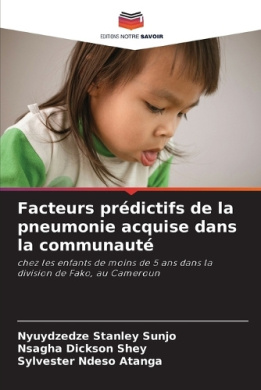 EDITIONS NOTRE SAVOIR
Facteurs prédictifs de la
pneumonie acquise dans
la communauté
chez les enfants de moins de 5 ans dans la
division de Fako, au Cameroun
Nyuydzedze Stanley Sunjo
Nsagha Dickson Shey
Sylvester Ndeso Atanga